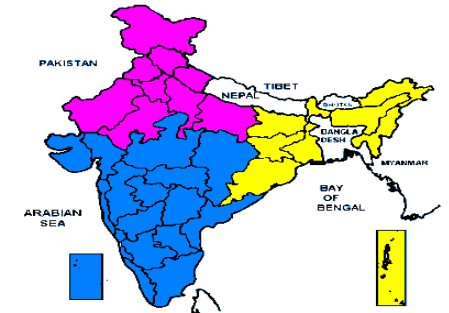 PAKISTAN
TIBET
NEPAL
BHUTAN
BANGLA
DESH
MYANMAR
ARABIAN
SEA
BAY
OF
BENGAL